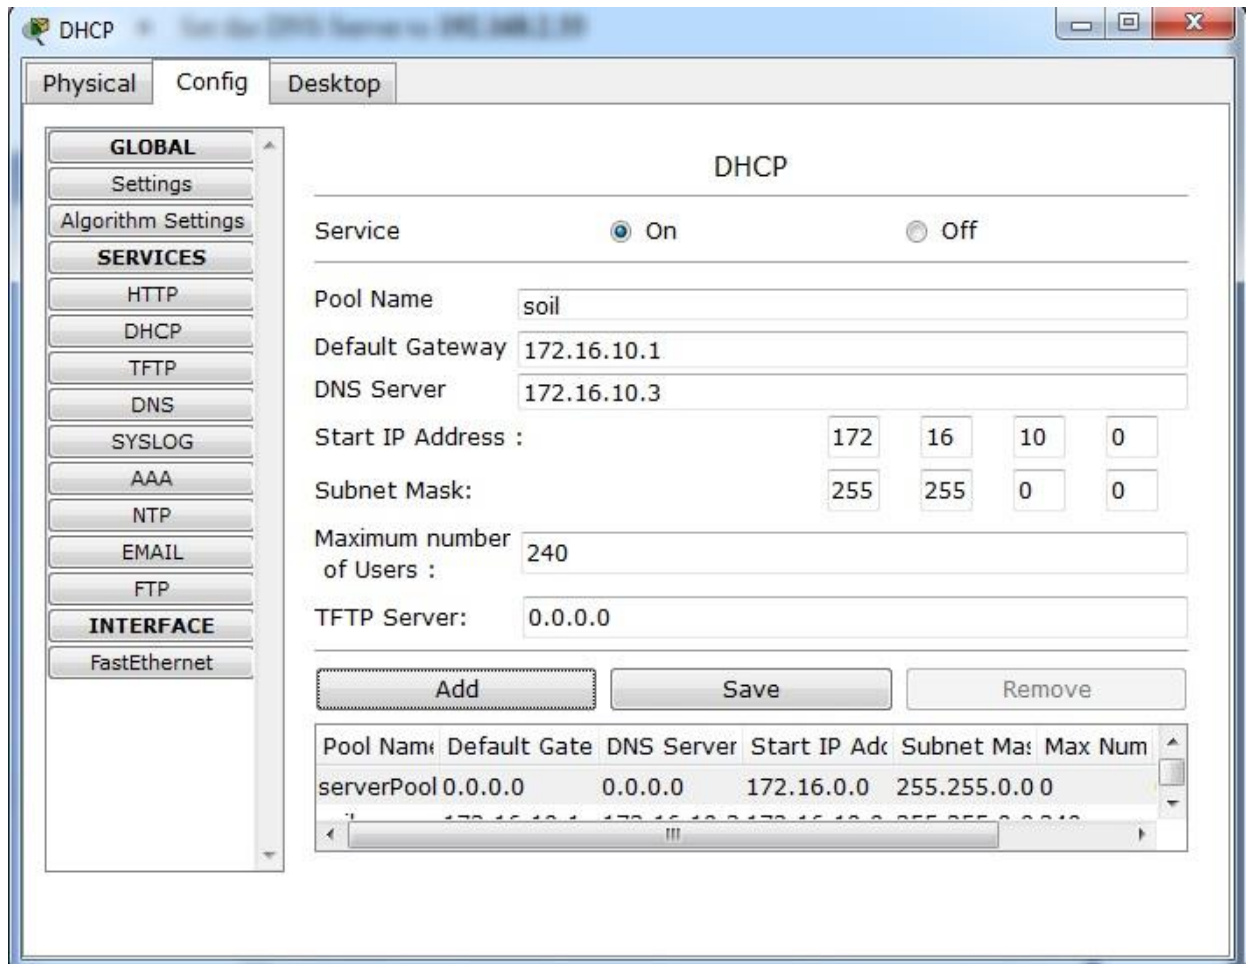 DHCP
Physical Config Desktop
GLOBAL
Settings
Algorithm Settings
SERVICES
HTTP
DHCP
TFTP
DNS
SYSLOG
AAA
NTP
EMAIL
FTP
INTERFACE
FastEthernet
DHCP
Service On Off
Pool Name soil
Default Gateway 172.16.10.1
DNS Server 172.16.10.3
Start IP Address : 172 16 10 0
Subnet Mask: 255 255 0 0
Maximum number
of Users : 240
TFTP Server: 0.0.0.0
Add Save Remove
Pool Name Default Gate DNS Server Start IP Adc Subnet Mas Max Num
serverPool 0.0.0.0 0.0.0.0 172.16.0.0 255.255.0.0 0